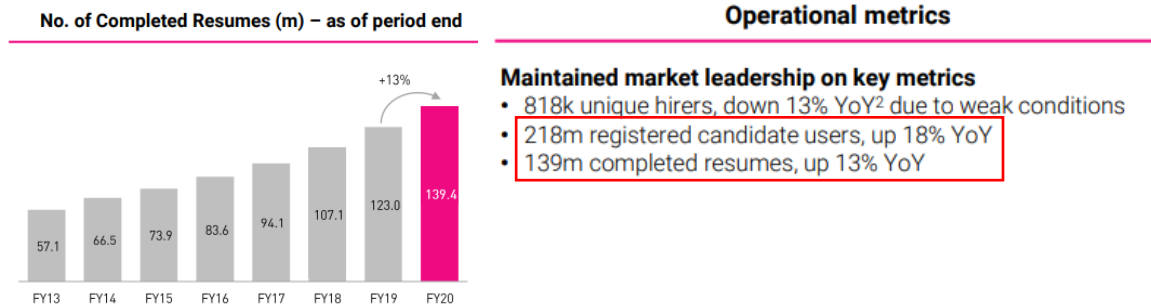 No. of Completed Resumes (m) – as of period end
+13%
57.1
66.5
73.9
83.6
94.1
107.1
123.0
139.4
FY13
FY14
FY15
FY16
FY17
FY18
FY19
FY20
Operational metrics
Maintained market leadership on key metrics
• 818k unique hirers, down 13% YoY² due to weak conditions
• 218m registered candidate users, up 18% YoY
• 139m completed resumes, up 13% YoY